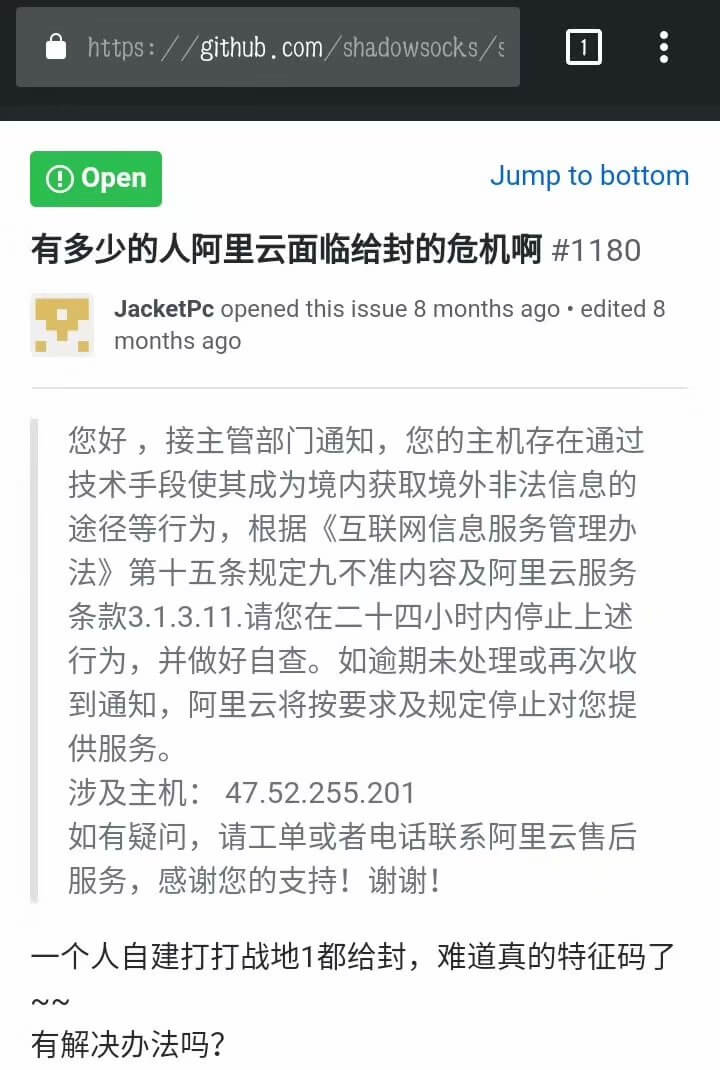 https://github.com/shadowsocks/s
1
Open
Jump to bottom
有多少的人阿里云面临给封的危机啊 #1180
JacketPc opened this issue 8 months ago • edited 8
months ago
您好 ，接主管部门通知，您的主机存在通过
技术手段使其成为境内获取境外非法信息的
途径等行为，根据《互联网信息服务管理办
法》第十五条规定九不准内容及阿里云服务
条款3.1.3.11.请您在二十四小时内停止上述
行为，并做好自查。如逾期未处理或再次收
到通知，阿里云将按要求及规定停止对您提
供服务。
涉及主机： 47.52.255.201
如有疑问，请工单或者电话联系阿里云售后
服务，感谢您的支持！谢谢！
一个人自建打打战地1都给封，难道真的特征码了
~~
有解决办法吗？